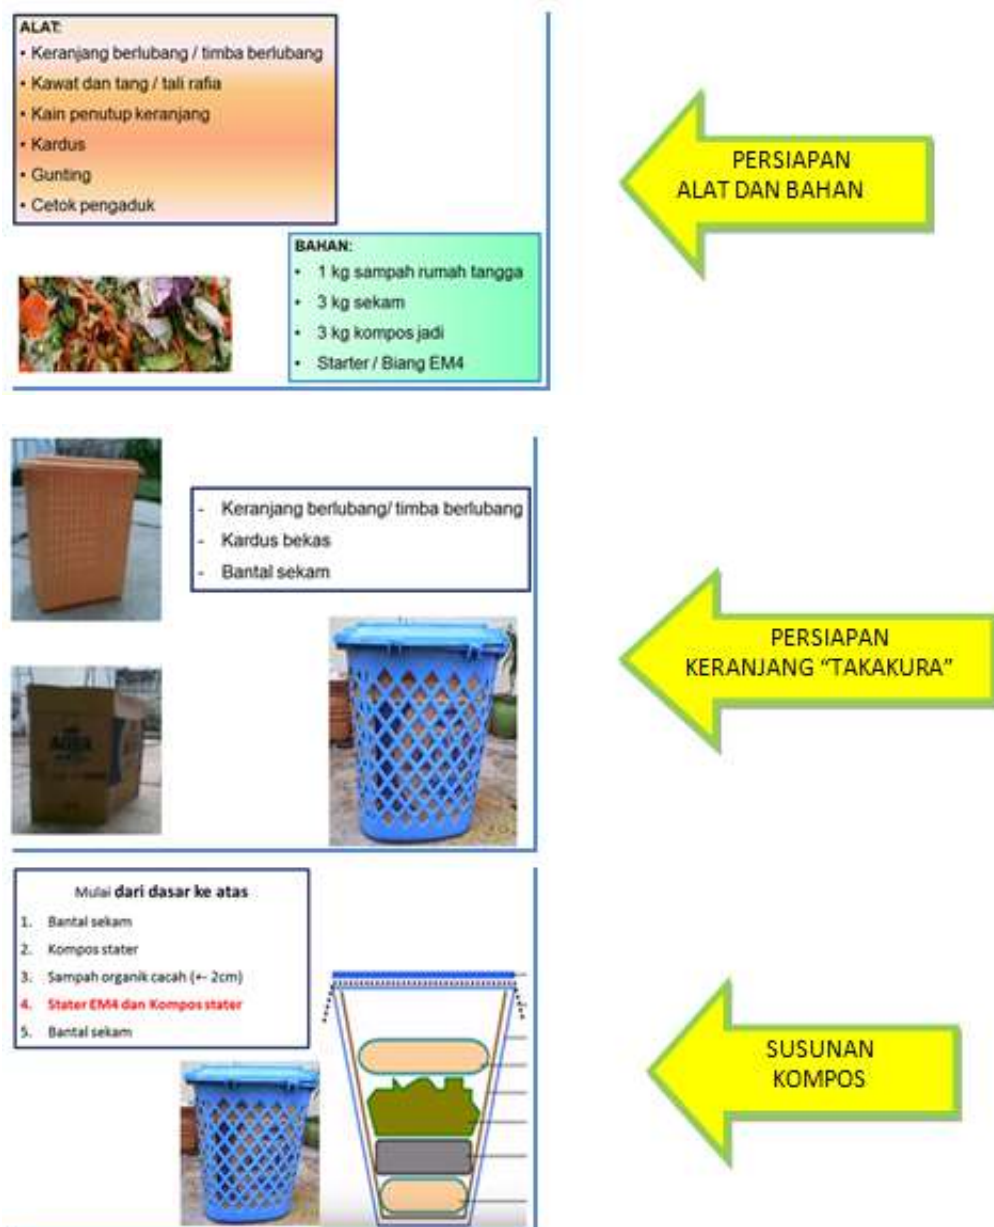 ALAT:
• Keranjang berlubang / timba berlubang
• Kawat dan tang / tali rafia
• Kain penutup keranjang
• Kardus
• Gunting
• Cetok pengaduk
PERSIAPAN
ALAT DAN BAHAN
BAHAN:
• 1 kg sampah rumah tangga
• 3 kg sekam
• 3 kg kompos jadi
• Starter / Biang EM4
- Keranjang berlubang/ timba berlubang
- Kardus bekas
- Bantal sekam
PERSIAPAN
KERANJANG “TAKAKURA”
Mulai dari dasar ke atas
1. Bantal sekam
2. Kompos stater
3. Sampah organik cacah (+- 2cm)
4. Stater EM4 dan Kompos stater
5. Bantal sekam
SUSUNAN
KOMPOS